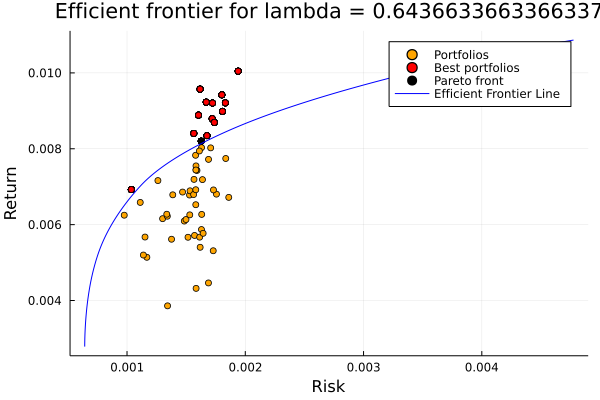 Efficient frontier for lambda = 0.6436633663366337
Portfolios
Best portfolios
Pareto front
Efficient Frontier Line
Return
0.010
0.008
0.006
0.004
0.001 0.002 0.003 0.004
Risk